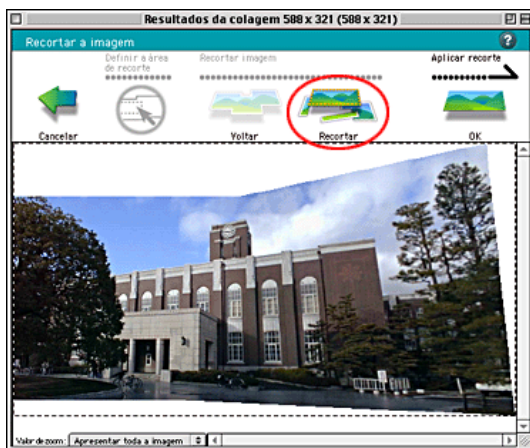 Resultados da colagem 588 x 321 (588 x 321)
Recortar a imagem
?
Definir a área de recorte
Recortar imagem
Aplicar recorte
Cancelar
Voltar
Recortar
OK
Valor de zoom: Apresentar toda a imagem